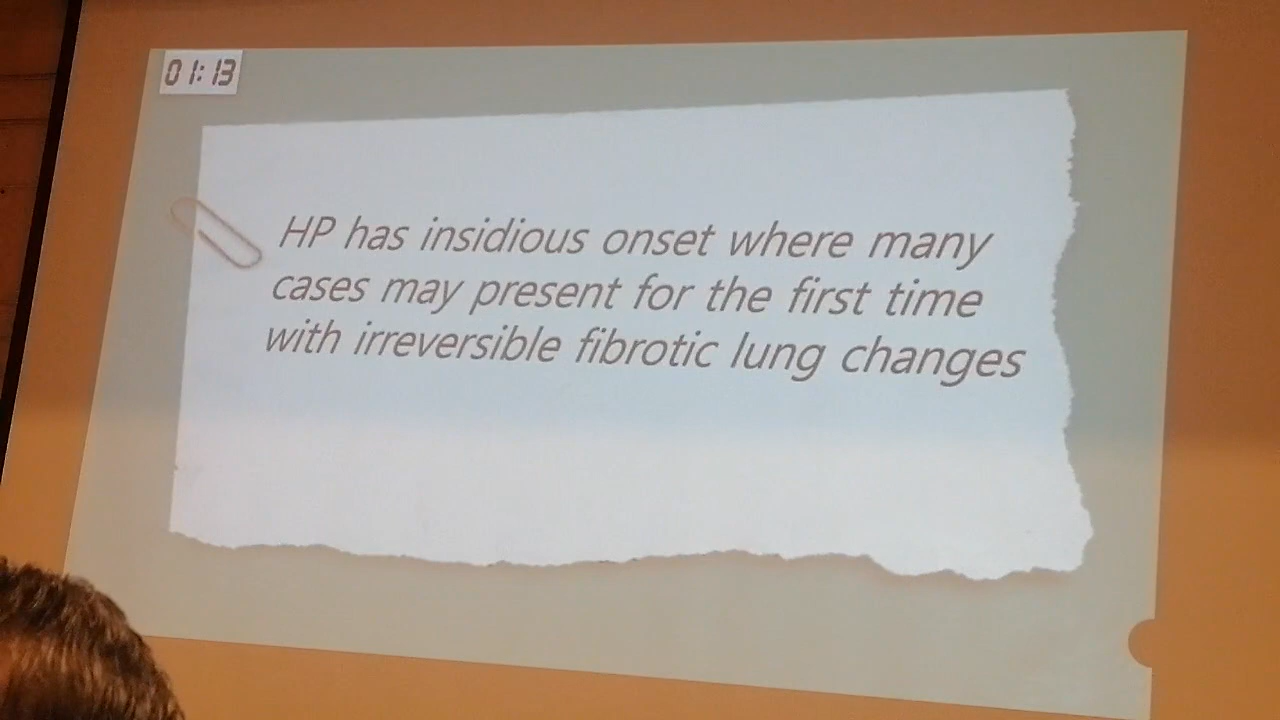 01:13
HP has insidious onset where many
cases may present for the first time
with irreversible fibrotic lung changes